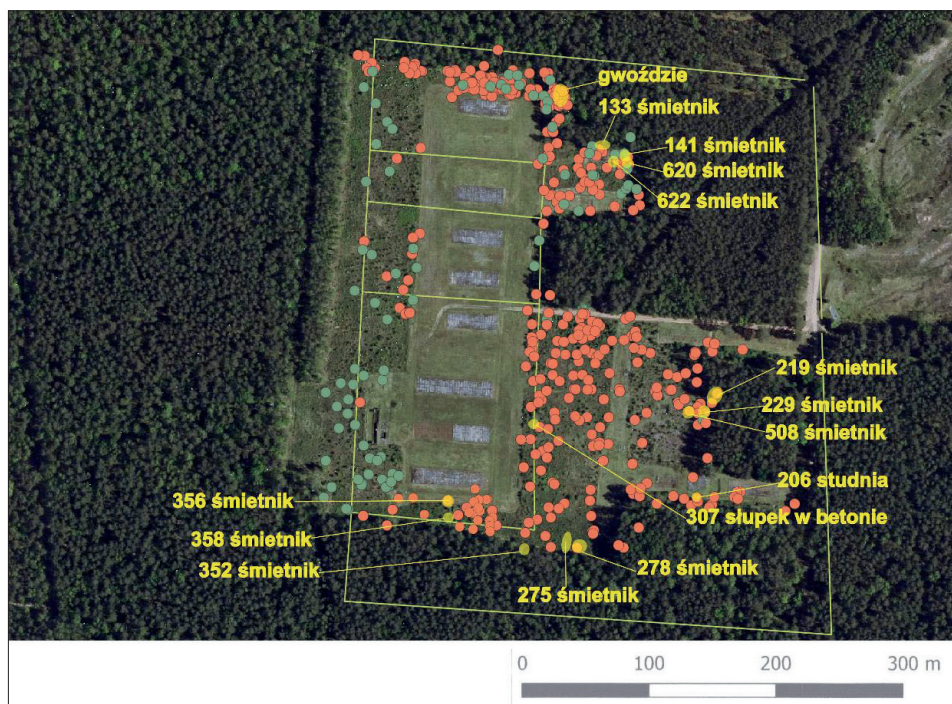 gwoździe
133 śmietnik
141 śmietnik
620 śmietnik
622 śmietnik
219 śmietnik
229 śmietnik
508 śmietnik
206 studnia
356 śmietnik
307 słupek w betonie
358 śmietnik
352 śmietnik
278 śmietnik
275 śmietnik
0 100 200 300 m